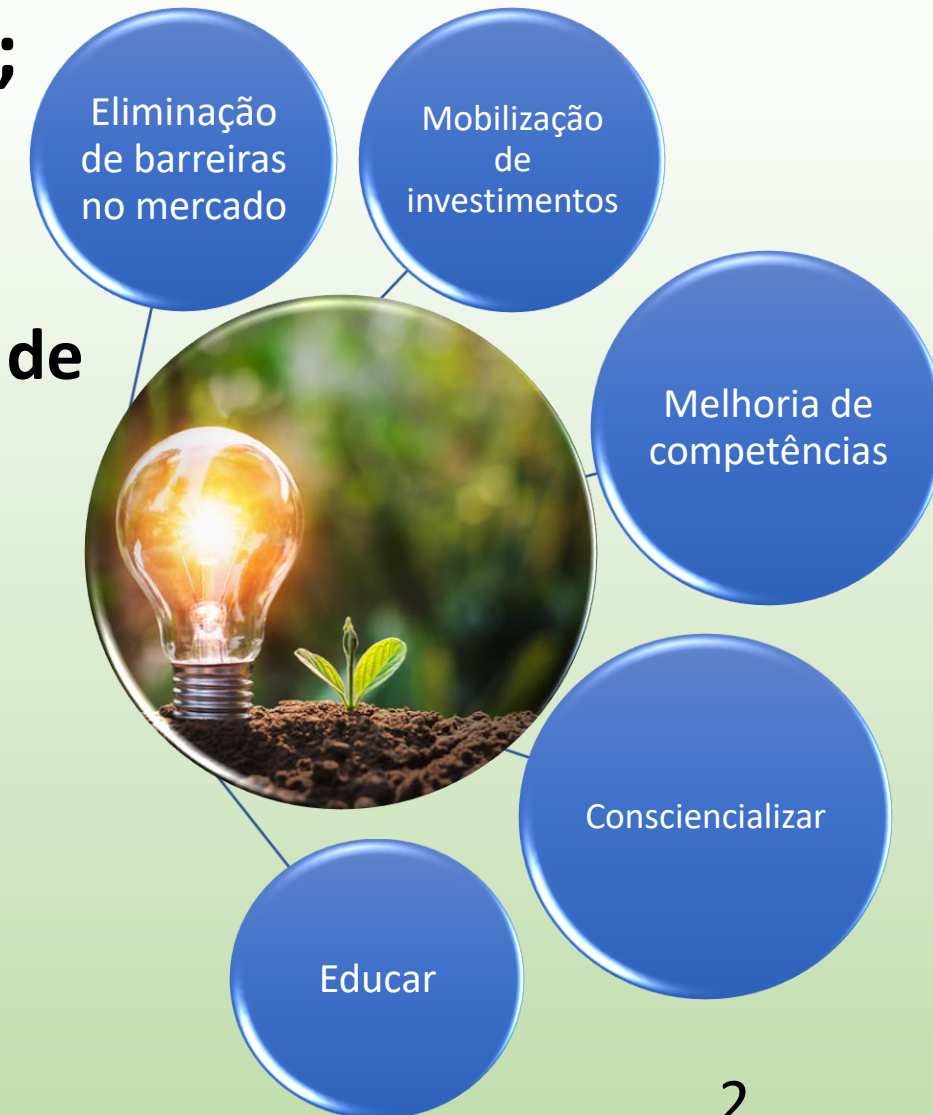 ;
Eliminação
de barreiras
no mercado
Mobilização
de
investimentos
de
Melhoria de
competências
Consciencializar
Educar
2